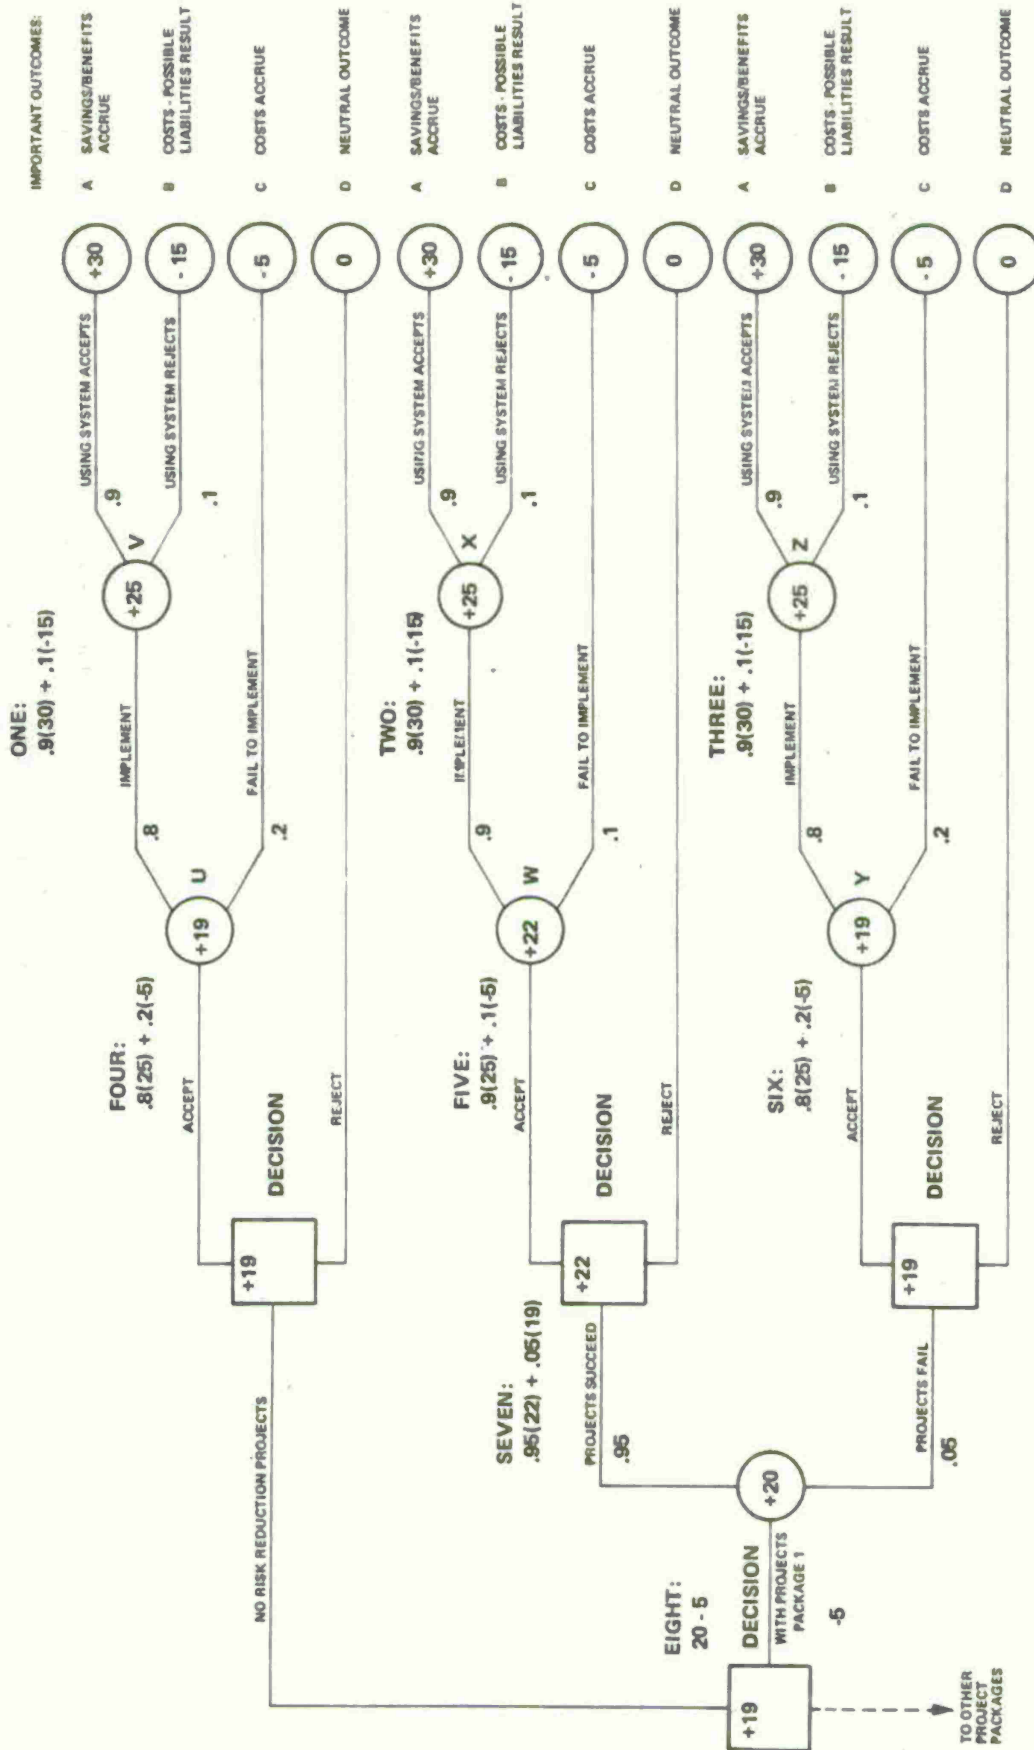 IMPORTANT OUTCOMES:
ONE:
.9(30) + .1(-15)
IMPLEMENT
.8
U
+19
FOUR:
.8(25) + .2(-5)
ACCEPT
+19
DECISION
REJECT
NO RISK REDUCTION PROJECTS
.2
FAIL TO IMPLEMENT
+25
V
.9
USING SYSTEM ACCEPTS
.1
USING SYSTEM REJECTS
+30
A
SAVINGS/BENEFITS
ACCRUE
- 15
B
COSTS - POSSIBLE
LIABILITIES RESULT
- 5
C
COSTS ACCRUE
0
D
NEUTRAL OUTCOME
TWO:
.9(30) + .1(-15)
IMPLEMENT
.9
W
+22
FIVE:
.9(25) + .1(-5)
ACCEPT
+22
DECISION
REJECT
SEVEN:
.95(22) + .05(19)
PROJECTS SUCCEED
.95
.1
FAIL TO IMPLEMENT
+25
X
.9
USING SYSTEM ACCEPTS
.1
USING SYSTEM REJECTS
+30
A
SAVINGS/BENEFITS
ACCRUE
- 15
B
COSTS - POSSIBLE
LIABILITIES RESULT
- 5
C
COSTS ACCRUE
0
D
NEUTRAL OUTCOME
THREE:
.9(30) + .1(-15)
IMPLEMENT
.8
Y
+19
SIX:
.8(25) + .2(-5)
ACCEPT
+19
DECISION
REJECT
PROJECTS FAIL
.05
.2
FAIL TO IMPLEMENT
+25
Z
.9
USING SYSTEM ACCEPTS
.1
USING SYSTEM REJECTS
+30
A
SAVINGS/BENEFITS
ACCRUE
- 15
B
COSTS - POSSIBLE
LIABILITIES RESULT
- 5
C
COSTS ACCRUE
0
D
NEUTRAL OUTCOME
+20
EIGHT:
20 - 5
DECISION
WITH PROJECTS
PACKAGE 1
-5
+19
TO OTHER
PROJECT
PACKAGES